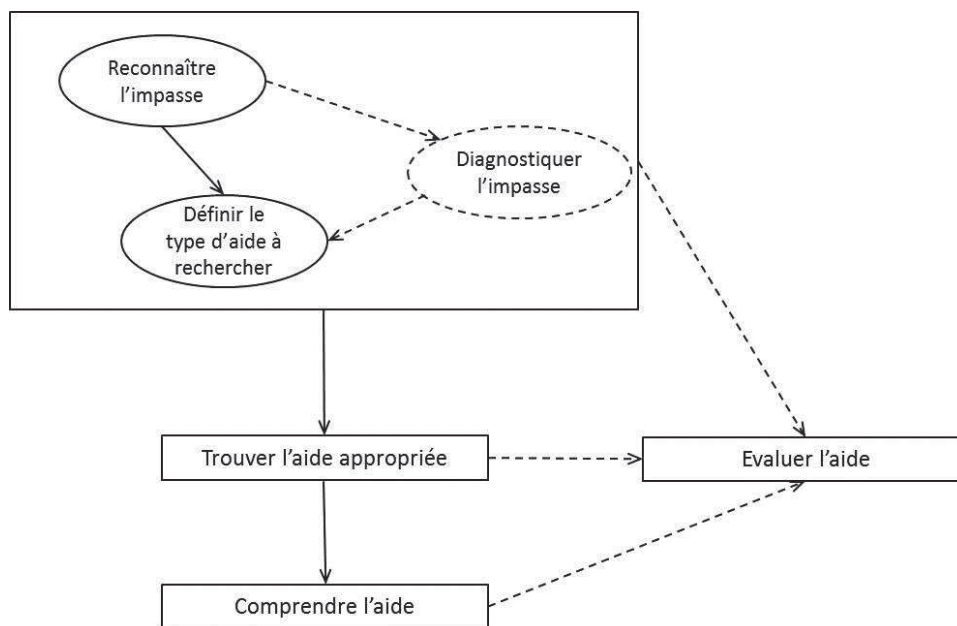 Reconnaître
l’impasse
Diagnostiquer
l’impasse
Définir le
type d’aide à
rechercher
Trouver l’aide appropriée
Evaluer l’aide
Comprendre l’aide